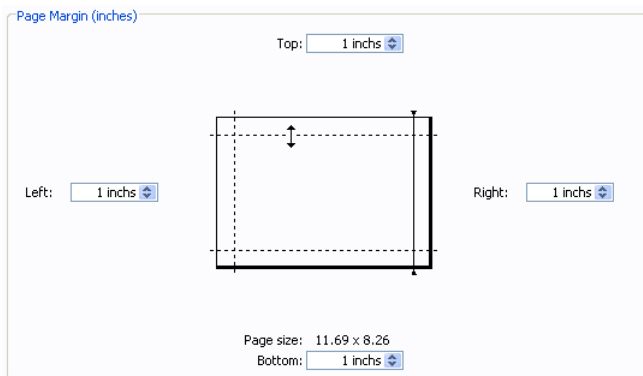 Page Margin (inches)
Top: 1 inchs
Left: 1 inchs
Right: 1 inchs
Page size: 11.69 x 8.26
Bottom: 1 inchs